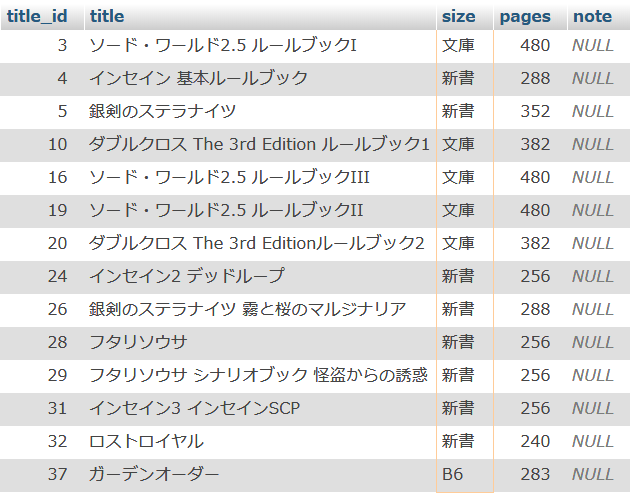 title_id title size pages note
3 ソード・ワールド2.5 ルールブックI 文庫 480 NULL
4 インセイン 基本ルールブック 新書 288 NULL
5 銀剣のステラナイツ 新書 352 NULL
10 ダブルクロス The 3rd Edition ルールブック1 文庫 382 NULL
16 ソード・ワールド2.5 ルールブックIII 文庫 480 NULL
19 ソード・ワールド2.5 ルールブックII 文庫 480 NULL
20 ダブルクロス The 3rd Editionルールブック2 文庫 382 NULL
24 インセイン2 デッドループ 新書 256 NULL
26 銀剣のステラナイツ 霧と桜のマルジナリア 新書 288 NULL
28 フタリソウサ 新書 256 NULL
29 フタリソウサ シナリオブック 怪盗からの誘惑 新書 256 NULL
31 インセイン3 インセインSCP 新書 256 NULL
32 ロストロイヤル 新書 240 NULL
37 ガーデンオーダー B6 283 NULL